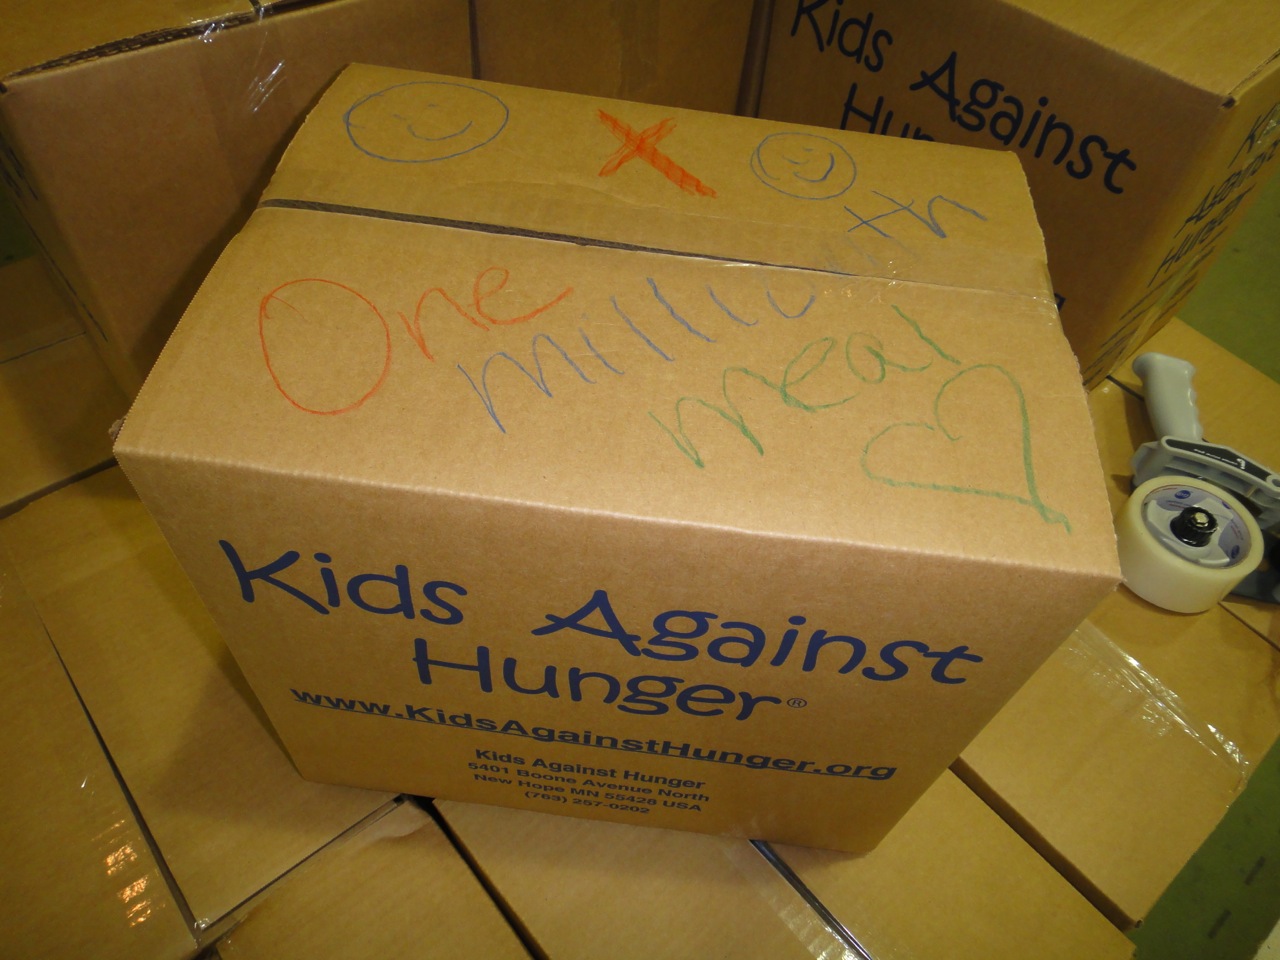 Kids Against
One
millionth
meal
Kids Against
Hunger®
www.KidsAgainstHunger.org
Kids Against Hunger
5401 Boone Avenue North
New Hope MN 55428 USA
(763) 257-0202